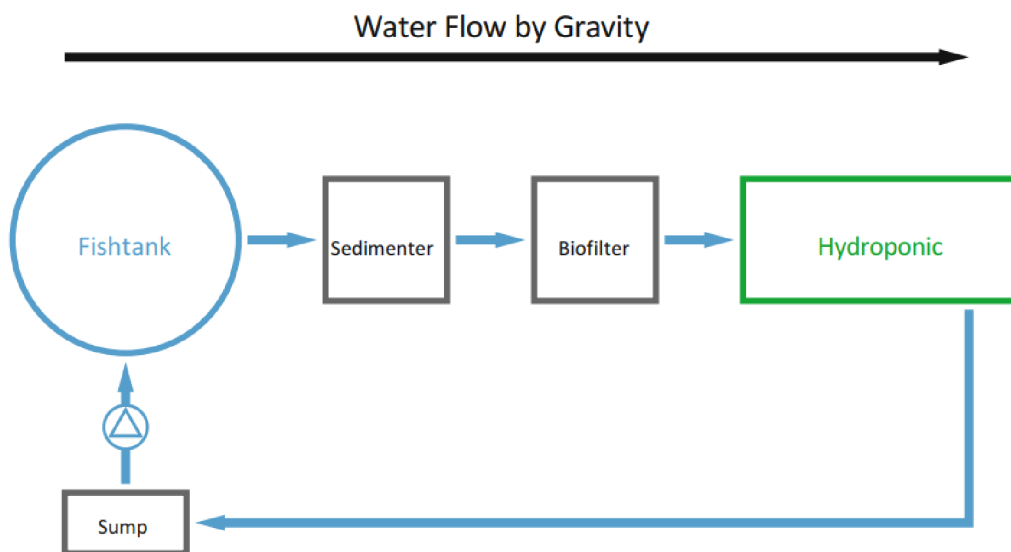 Water Flow by Gravity
Fishtank
Sedimenter
Biofilter
Hydroponic
Sump